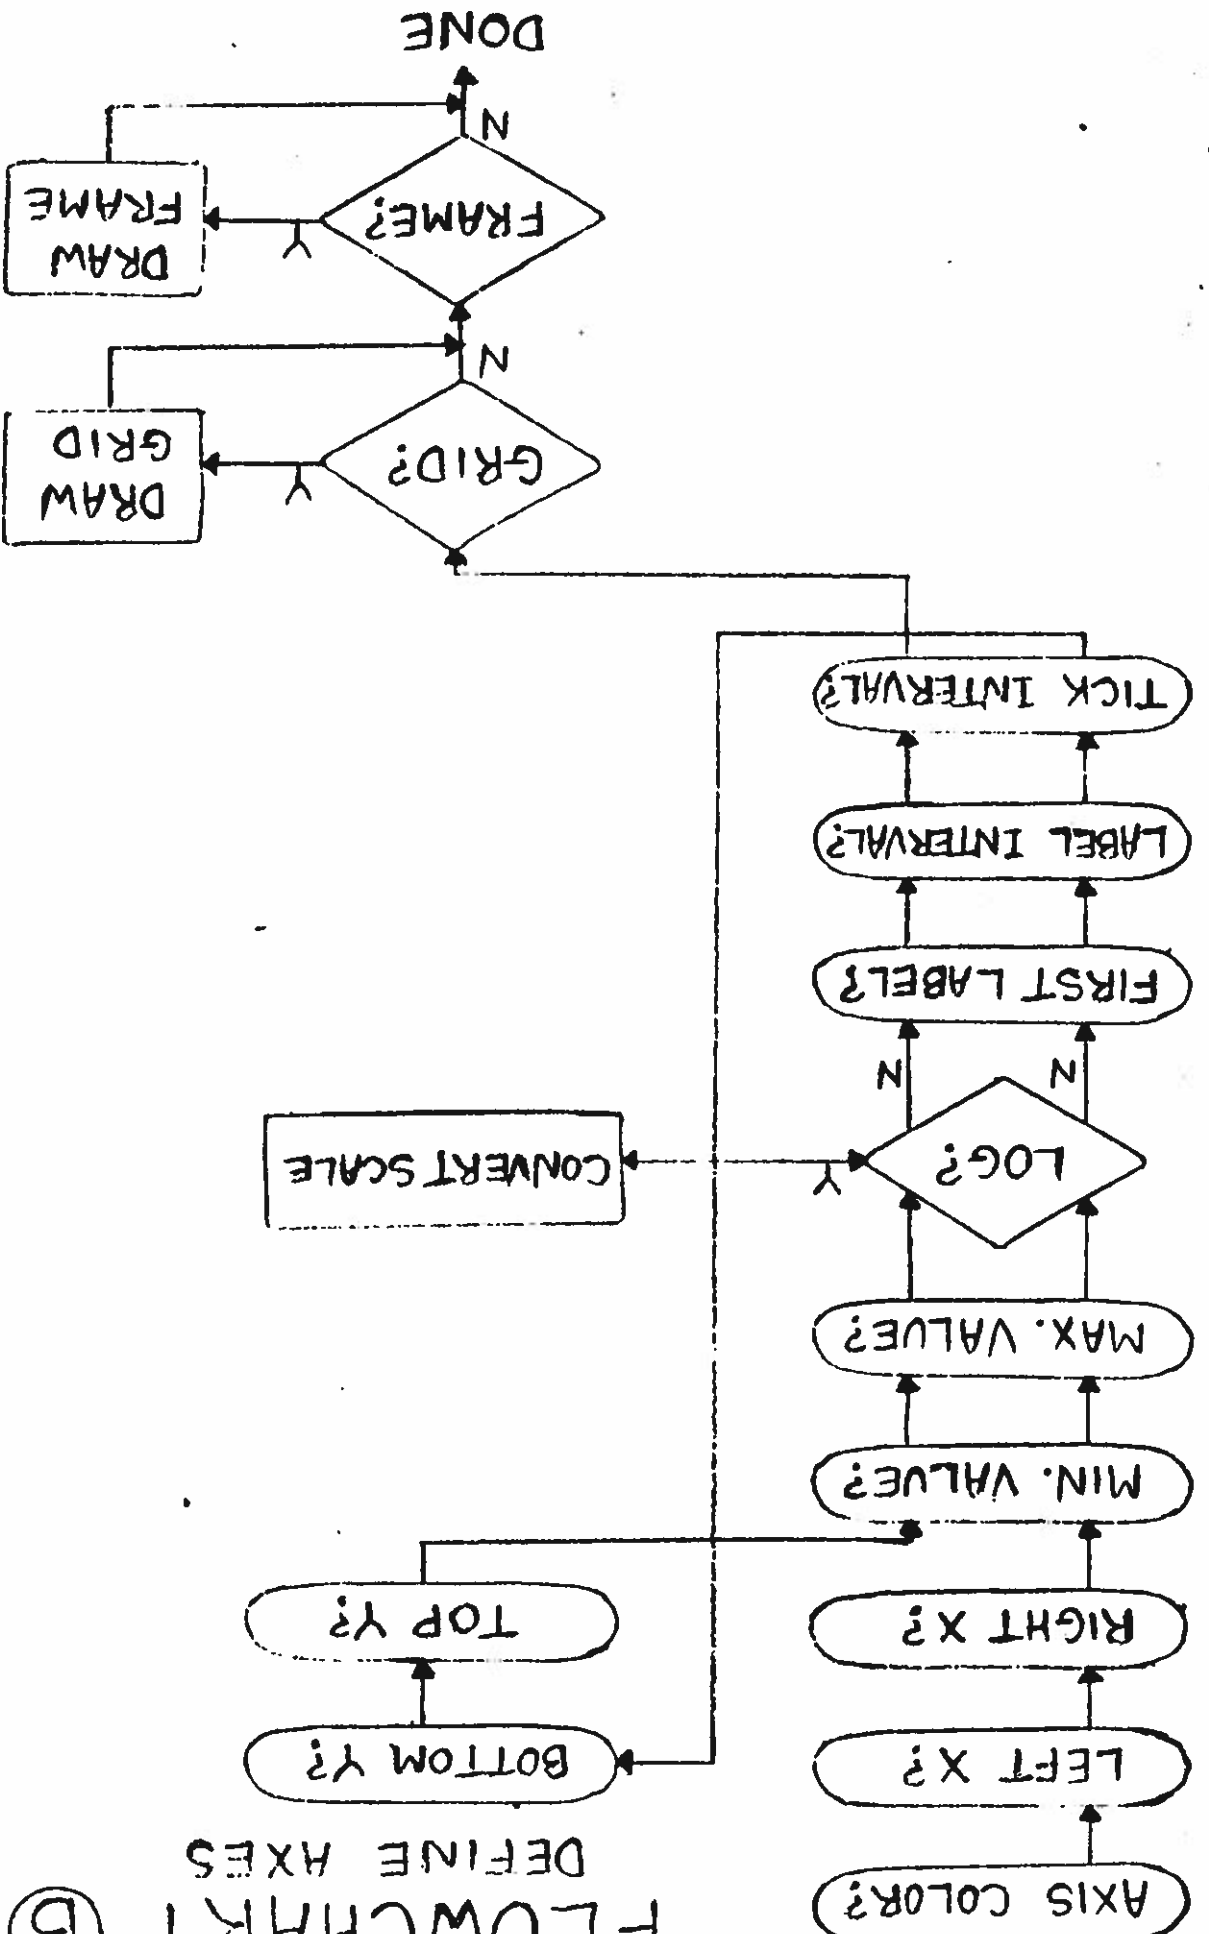 FLOWCHART B
DEFINE AXES
AXIS COLOR?
LEFT X?
RIGHT X?
MIN. VALUE?
MAX. VALUE?
LOG?
Y
N
N
CONVERT SCALE
FIRST LABEL?
LABEL INTERVAL?
TICK INTERVAL?
BOTTOM Y?
TOP Y?
GRID?
Y
N
DRAW
GRID
FRAME?
Y
N
DRAW
FRAME
DONE